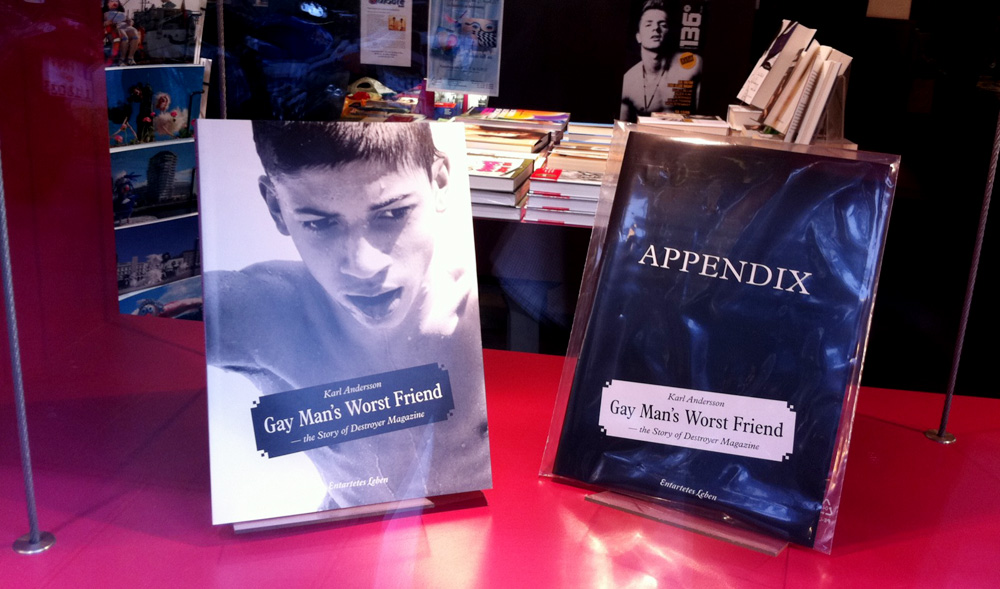 Karl Andersson
Gay Man's Worst Friend
— the Story of Destroyer Magazine
Entartetes Leben
APPENDIX
Karl Andersson
Gay Man's Worst Friend
— the Story of Destroyer Magazine
Entartetes Leben
136°